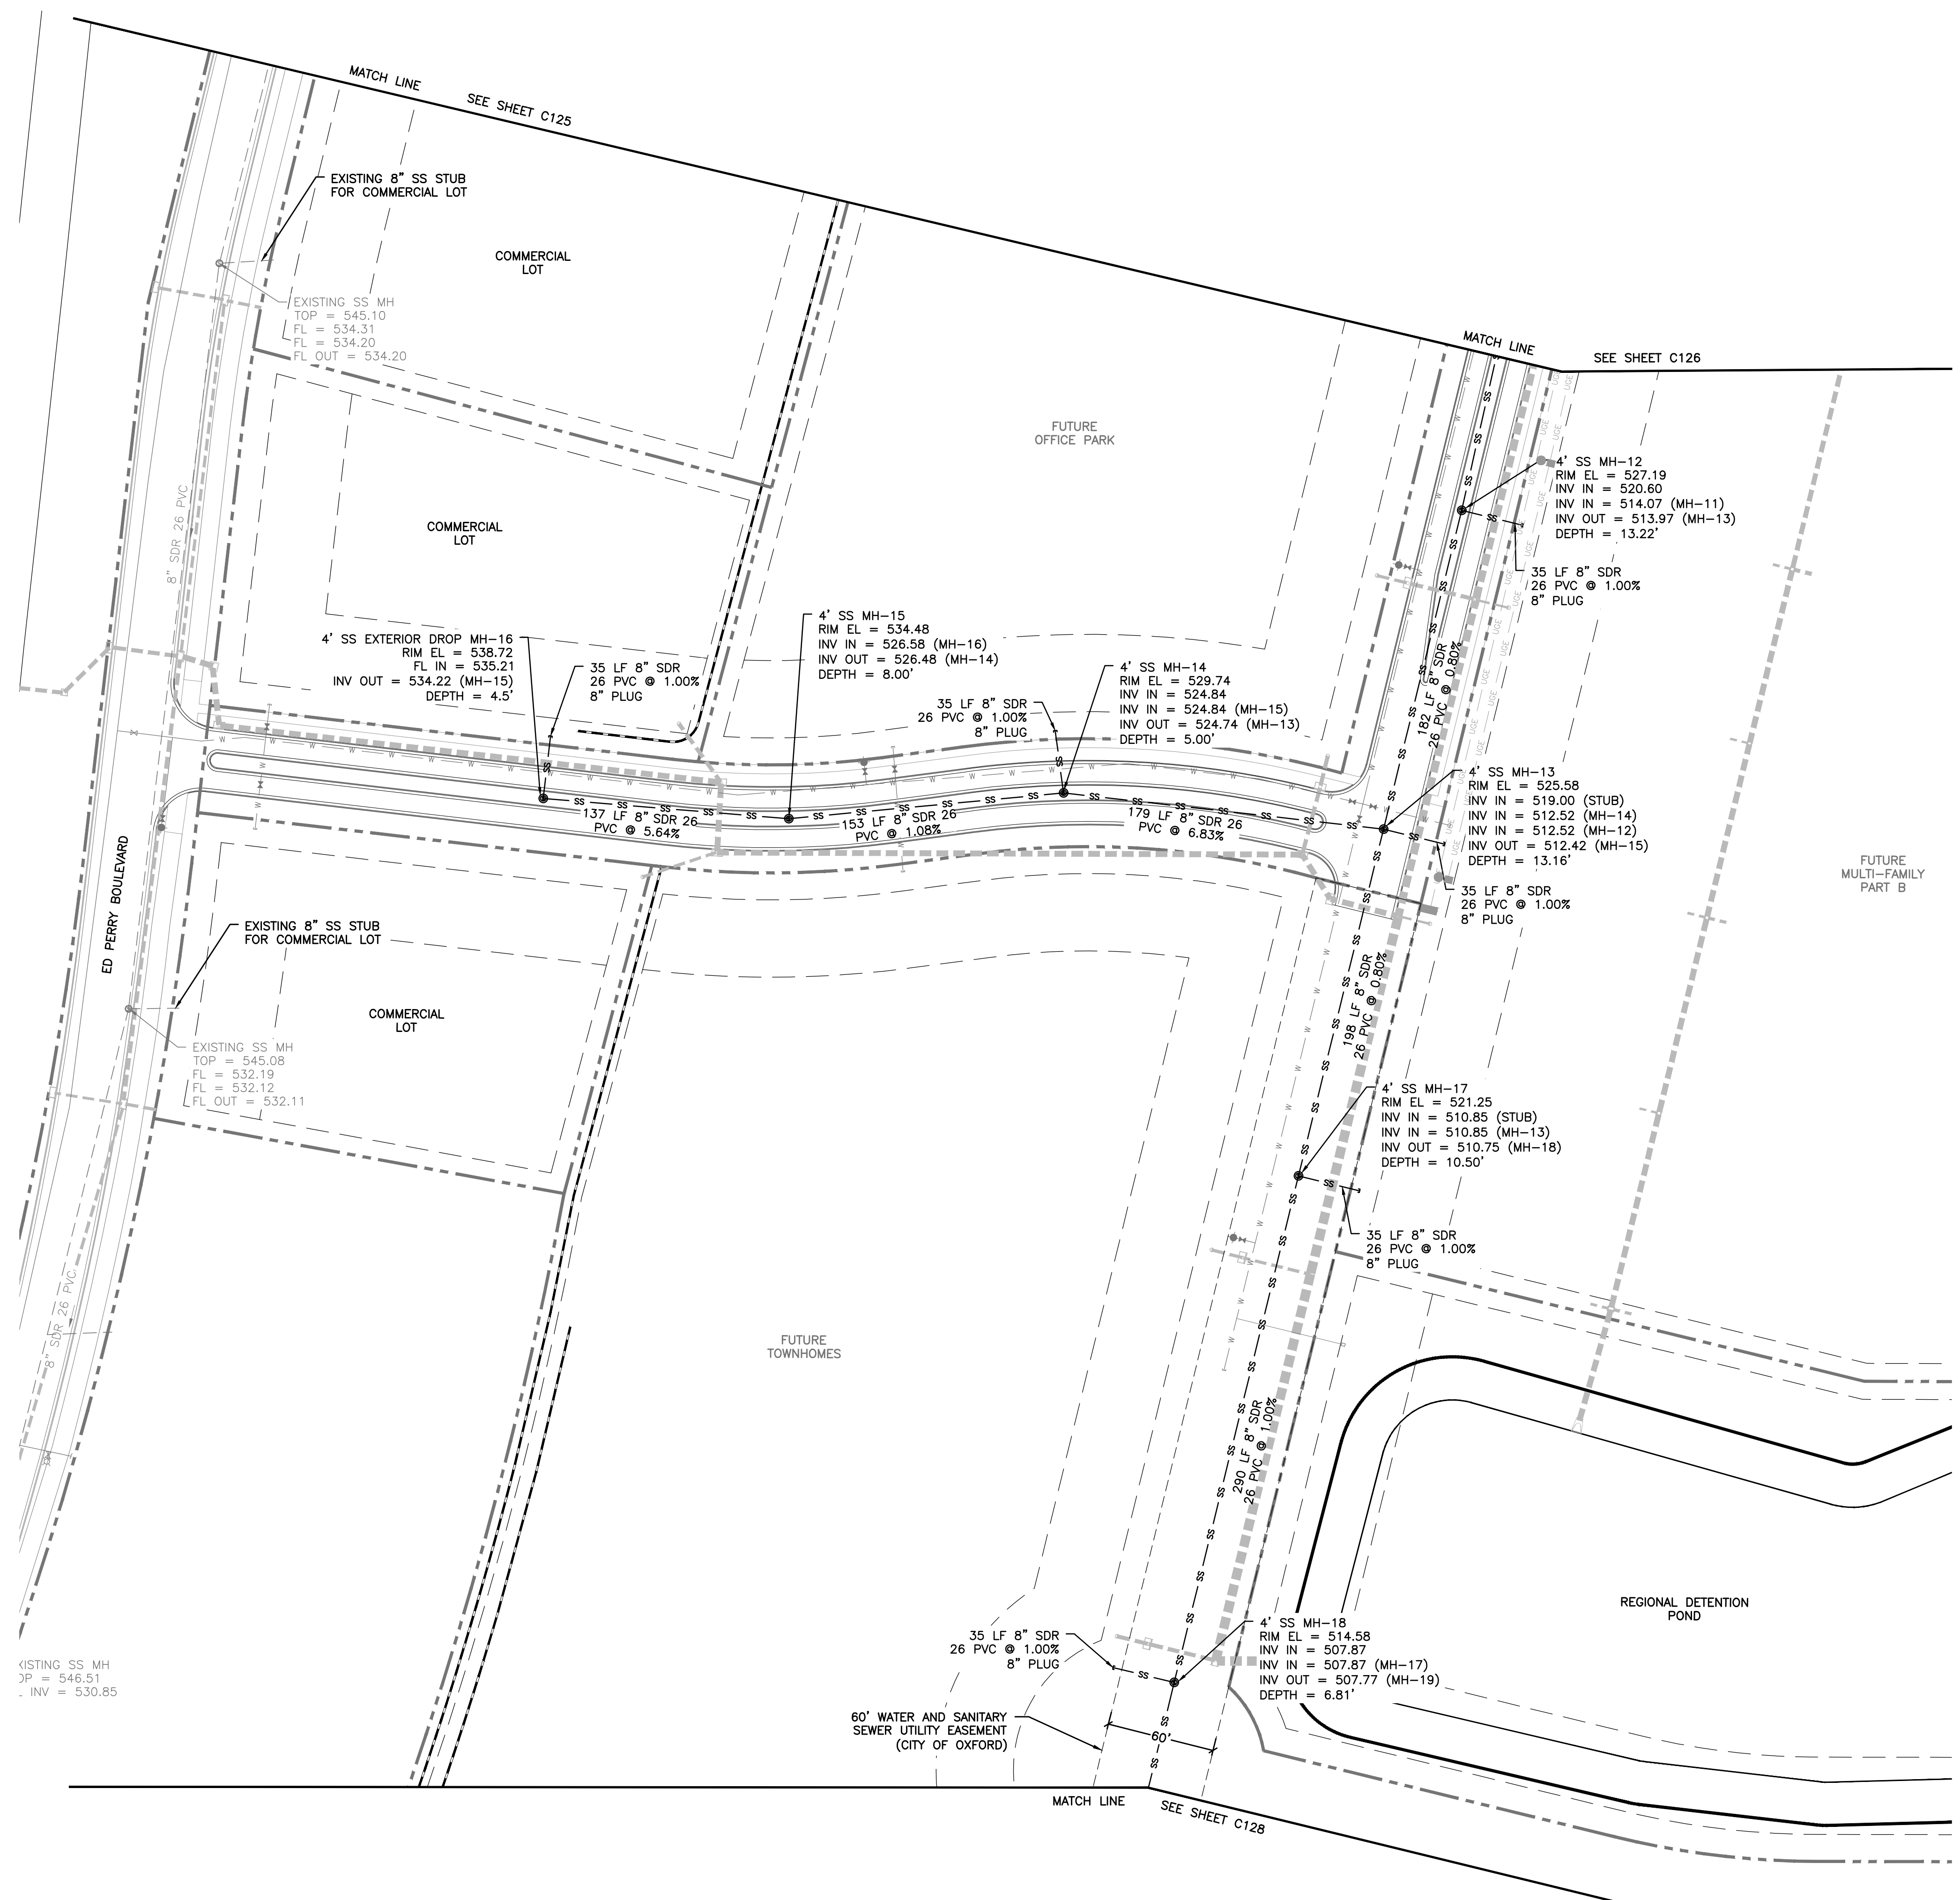 MATCH LINE
SEE SHEET C125
EXISTING 8" SS STUB
FOR COMMERCIAL LOT
COMMERCIAL
LOT
EXISTING SS MH
TOP = 545.10
FL = 534.31
FL = 534.20
FL OUT = 534.20
MATCH LINE
SEE SHEET C126
FUTURE
OFFICE PARK
4' SS MH-12
RIM EL = 527.19
INV IN = 520.60
INV IN = 514.07 (MH-11)
INV OUT = 513.97 (MH-13)
DEPTH = 13.22'
35 LF 8" SDR
26 PVC @ 1.00%
8" PLUG
8" SDR 26 PVC
COMMERCIAL
LOT
4' SS EXTERIOR DROP MH-16
RIM EL = 538.72
FL IN = 535.21
INV OUT = 534.22 (MH-15)
DEPTH = 4.5'
35 LF 8" SDR
26 PVC @ 1.00%
8" PLUG
4' SS MH-15
RIM EL = 534.48
INV IN = 526.58 (MH-16)
INV OUT = 526.48 (MH-14)
DEPTH = 8.00'
35 LF 8" SDR
26 PVC @ 1.00%
8" PLUG
4' SS MH-14
RIM EL = 529.74
INV IN = 524.84
INV IN = 524.84 (MH-15)
INV OUT = 524.74 (MH-13)
DEPTH = 5.00'
182 LF 8" SDR
26 PVC @ 0.80%
4' SS MH-13
RIM EL = 525.58
INV IN = 519.00 (STUB)
INV IN = 512.52 (MH-14)
INV IN = 512.52 (MH-12)
INV OUT = 512.42 (MH-15)
DEPTH = 13.16'
137 LF 8" SDR 26
PVC @ 5.64%
153 LF 8" SDR 26
PVC @ 1.08%
179 LF 8" SDR 26
PVC @ 6.83%
35 LF 8" SDR
26 PVC @ 1.00%
8" PLUG
FUTURE
MULTI-FAMILY
PART B
ED PERRY BOULEVARD
EXISTING 8" SS STUB
FOR COMMERCIAL LOT
COMMERCIAL
LOT
EXISTING SS MH
TOP = 545.08
FL = 532.19
FL = 532.12
FL OUT = 532.11
198 LF 8" SDR
26 PVC @ 0.80%
4' SS MH-17
RIM EL = 521.25
INV IN = 510.85 (STUB)
INV IN = 510.85 (MH-13)
INV OUT = 510.75 (MH-18)
DEPTH = 10.50'
35 LF 8" SDR
26 PVC @ 1.00%
8" PLUG
8" SDR 26 PVC
FUTURE
TOWNHOMES
290 LF 8" SDR
26 PVC @ 1.00%
REGIONAL DETENTION
POND
35 LF 8" SDR
26 PVC @ 1.00%
8" PLUG
4' SS MH-18
RIM EL = 514.58
INV IN = 507.87
INV IN = 507.87 (MH-17)
INV OUT = 507.77 (MH-19)
DEPTH = 6.81'
XISTING SS MH
OP = 546.51
INV = 530.85
60' WATER AND SANITARY
SEWER UTILITY EASEMENT
(CITY OF OXFORD)
60'
MATCH LINE
SEE SHEET C128